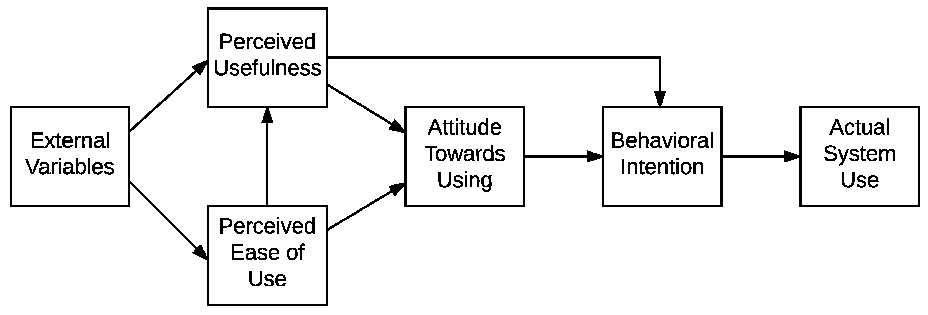 Perceived
Usefulness
External
Variables
Perceived
Ease of
Use
Attitude
Towards
Using
Behavioral
Intention
Actual
System
Use